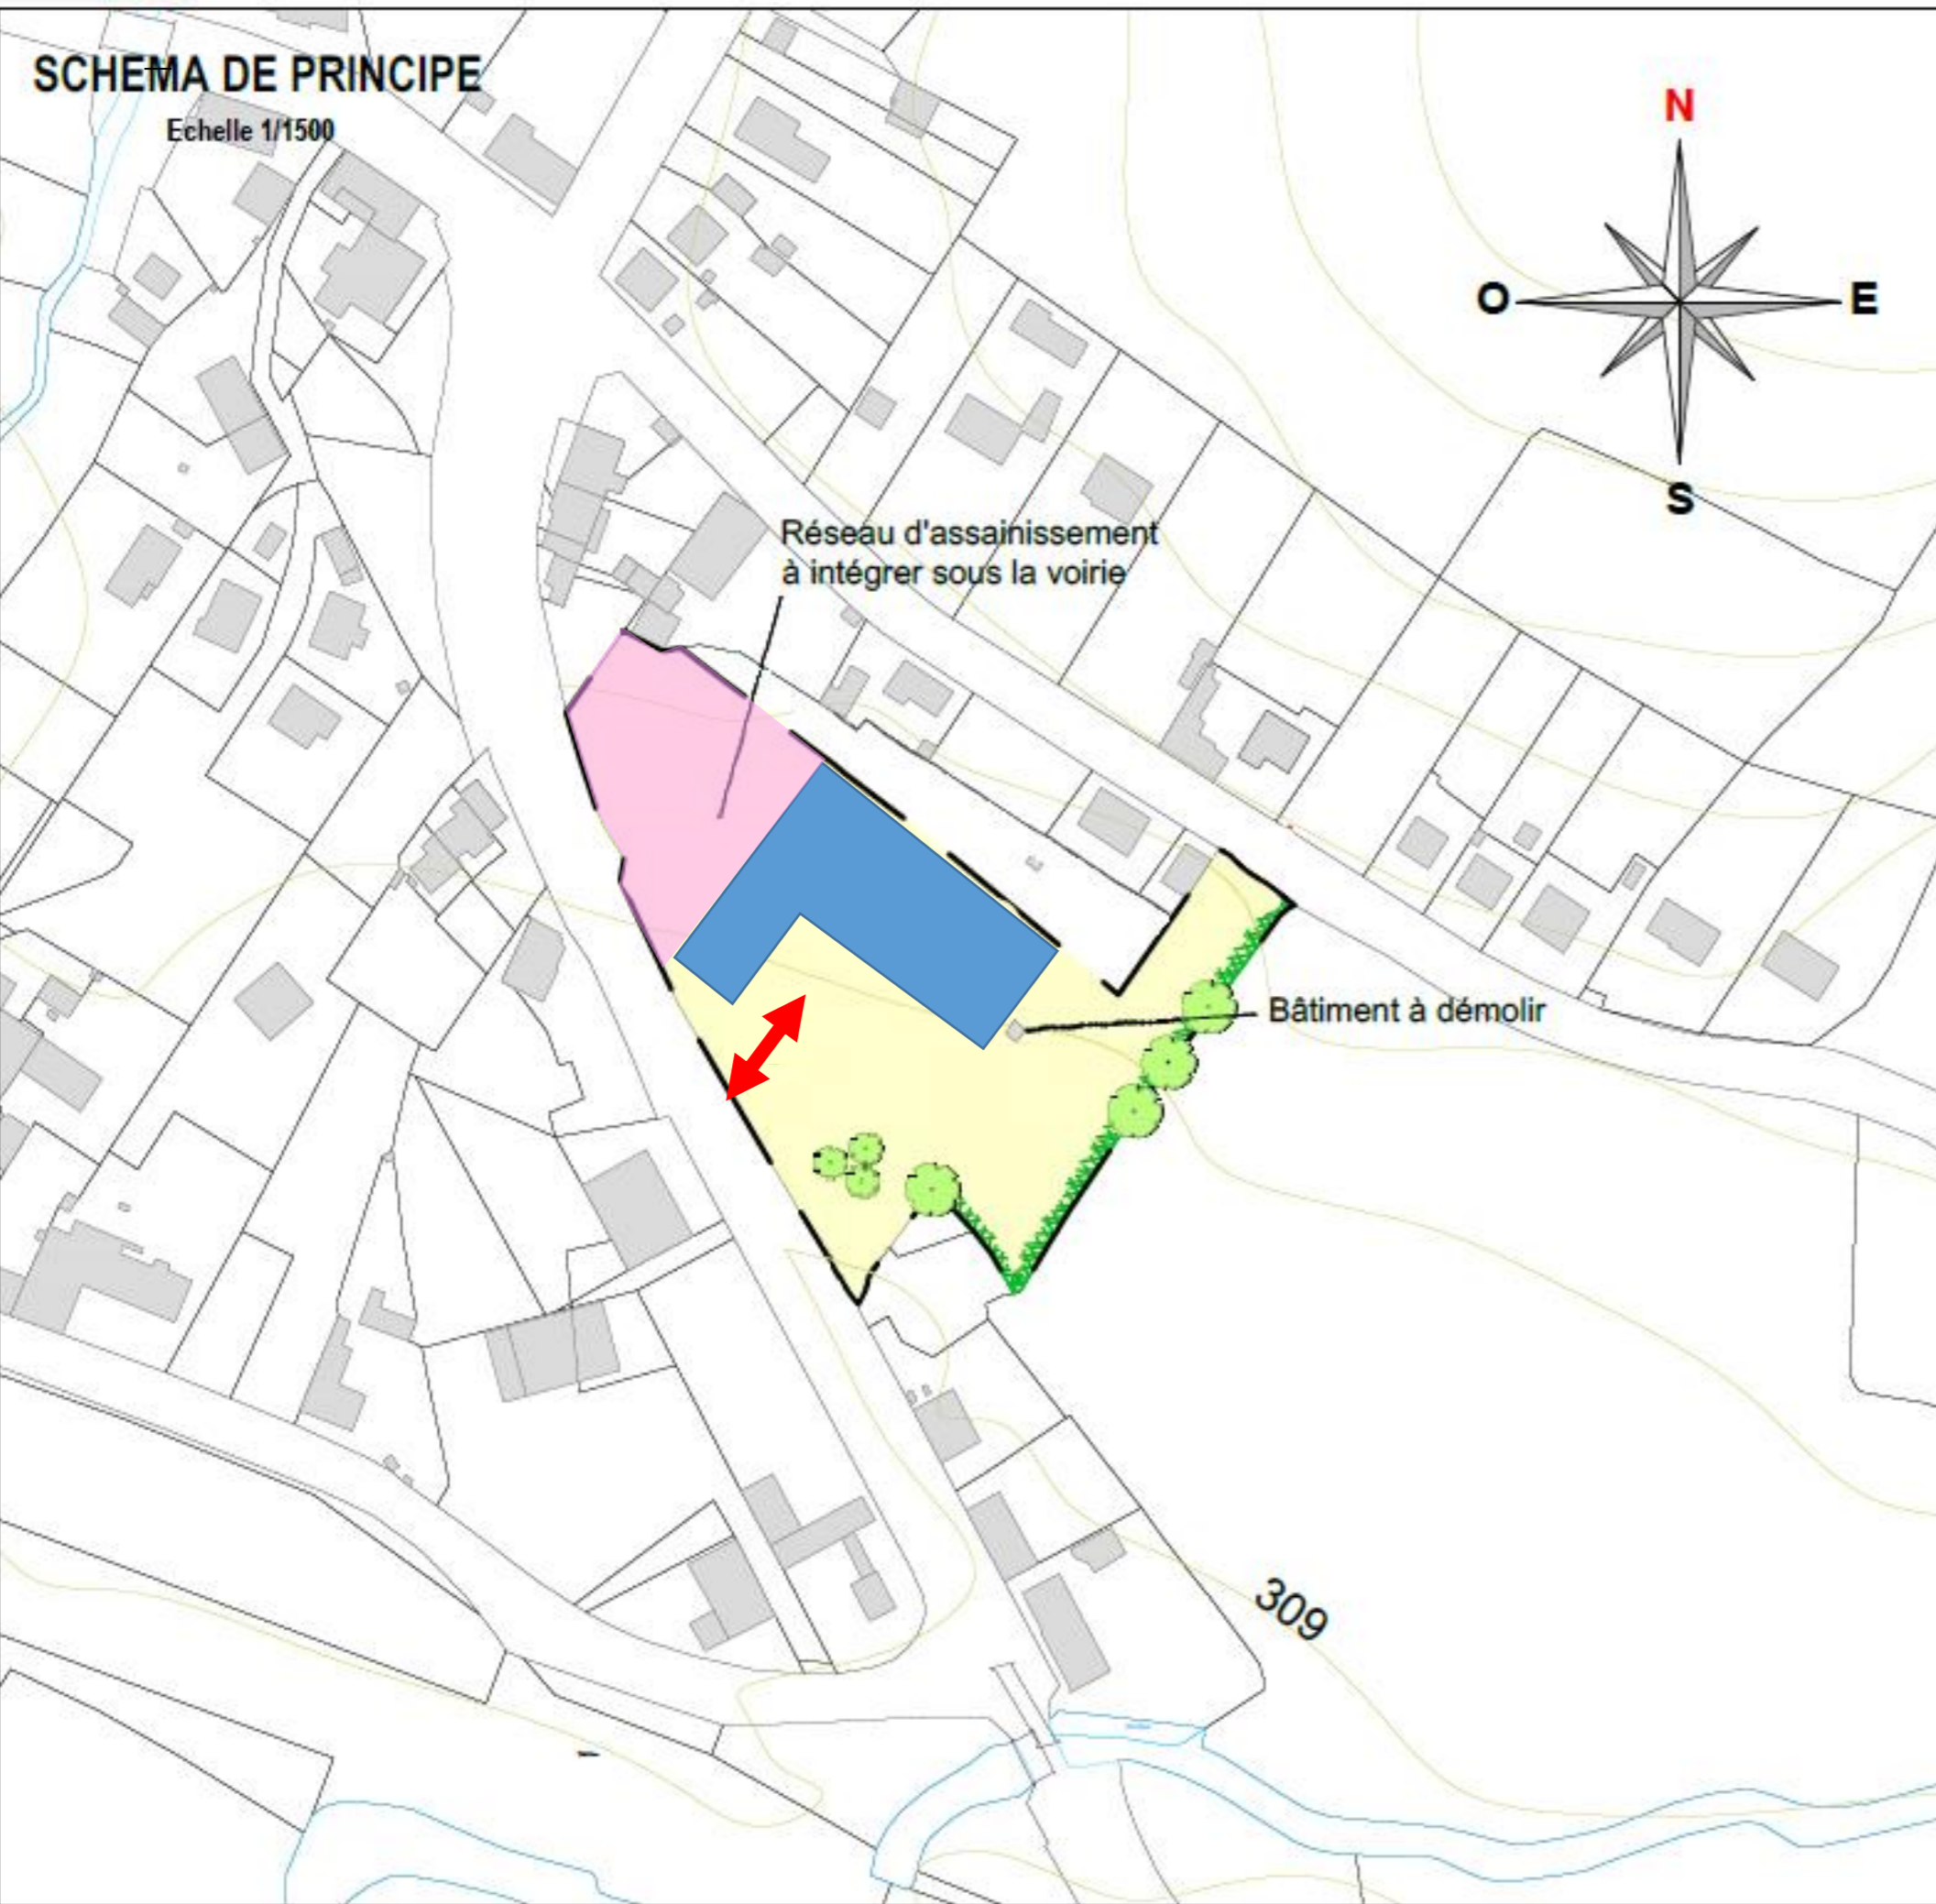 SCHEMA DE PRINCIPE
Echelle 1/1500
N
O
E
S
Réseau d'assainissement
à intégrer sous la voirie
Bâtiment à démolir
309